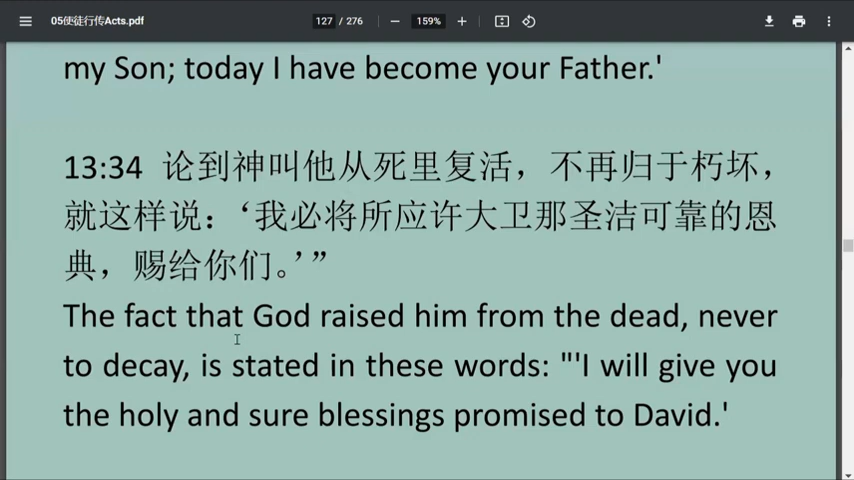 05使徒行传Acts.pdf
127 / 276
159%
my Son; today I have become your Father.'
13:34 论到神叫他从死里复活，不再归于朽坏，
就这样说：‘我必将所应许大卫那圣洁可靠的恩
典，赐给你们。’”
The fact that God raised him from the dead, never
to decay, is stated in these words: "'I will give you
the holy and sure blessings promised to David.'